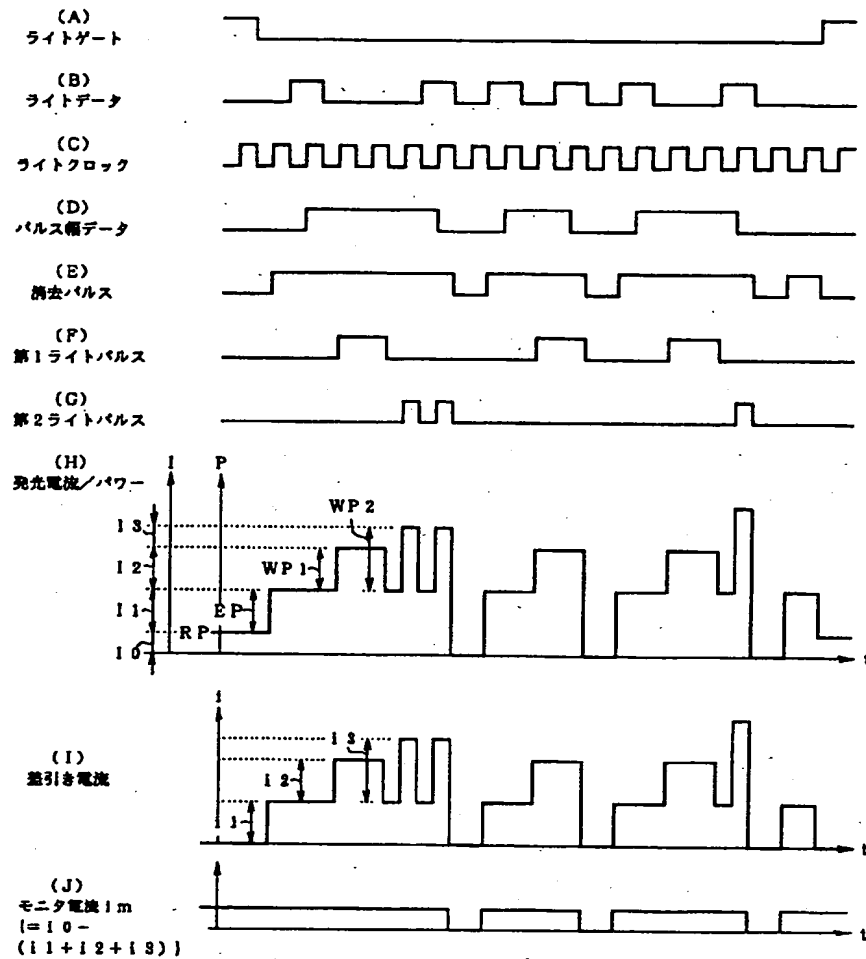 (A)
ライトゲート
(B)
ライトデータ
(C)
ライトクロック
(D)
パルス幅データ
(E)
消去パルス
(F)
第1ライトパルス
(G)
第2ライトパルス
(H)
発光電流/パワー
I
P
I3
I2
I1
I0
RP
EP
WP1
WP2
t
(I)
差引き電流
i
i1
i2
i3
t
(J)
モニタ電流im
{=I0-
(i1+i2+i3)}
t